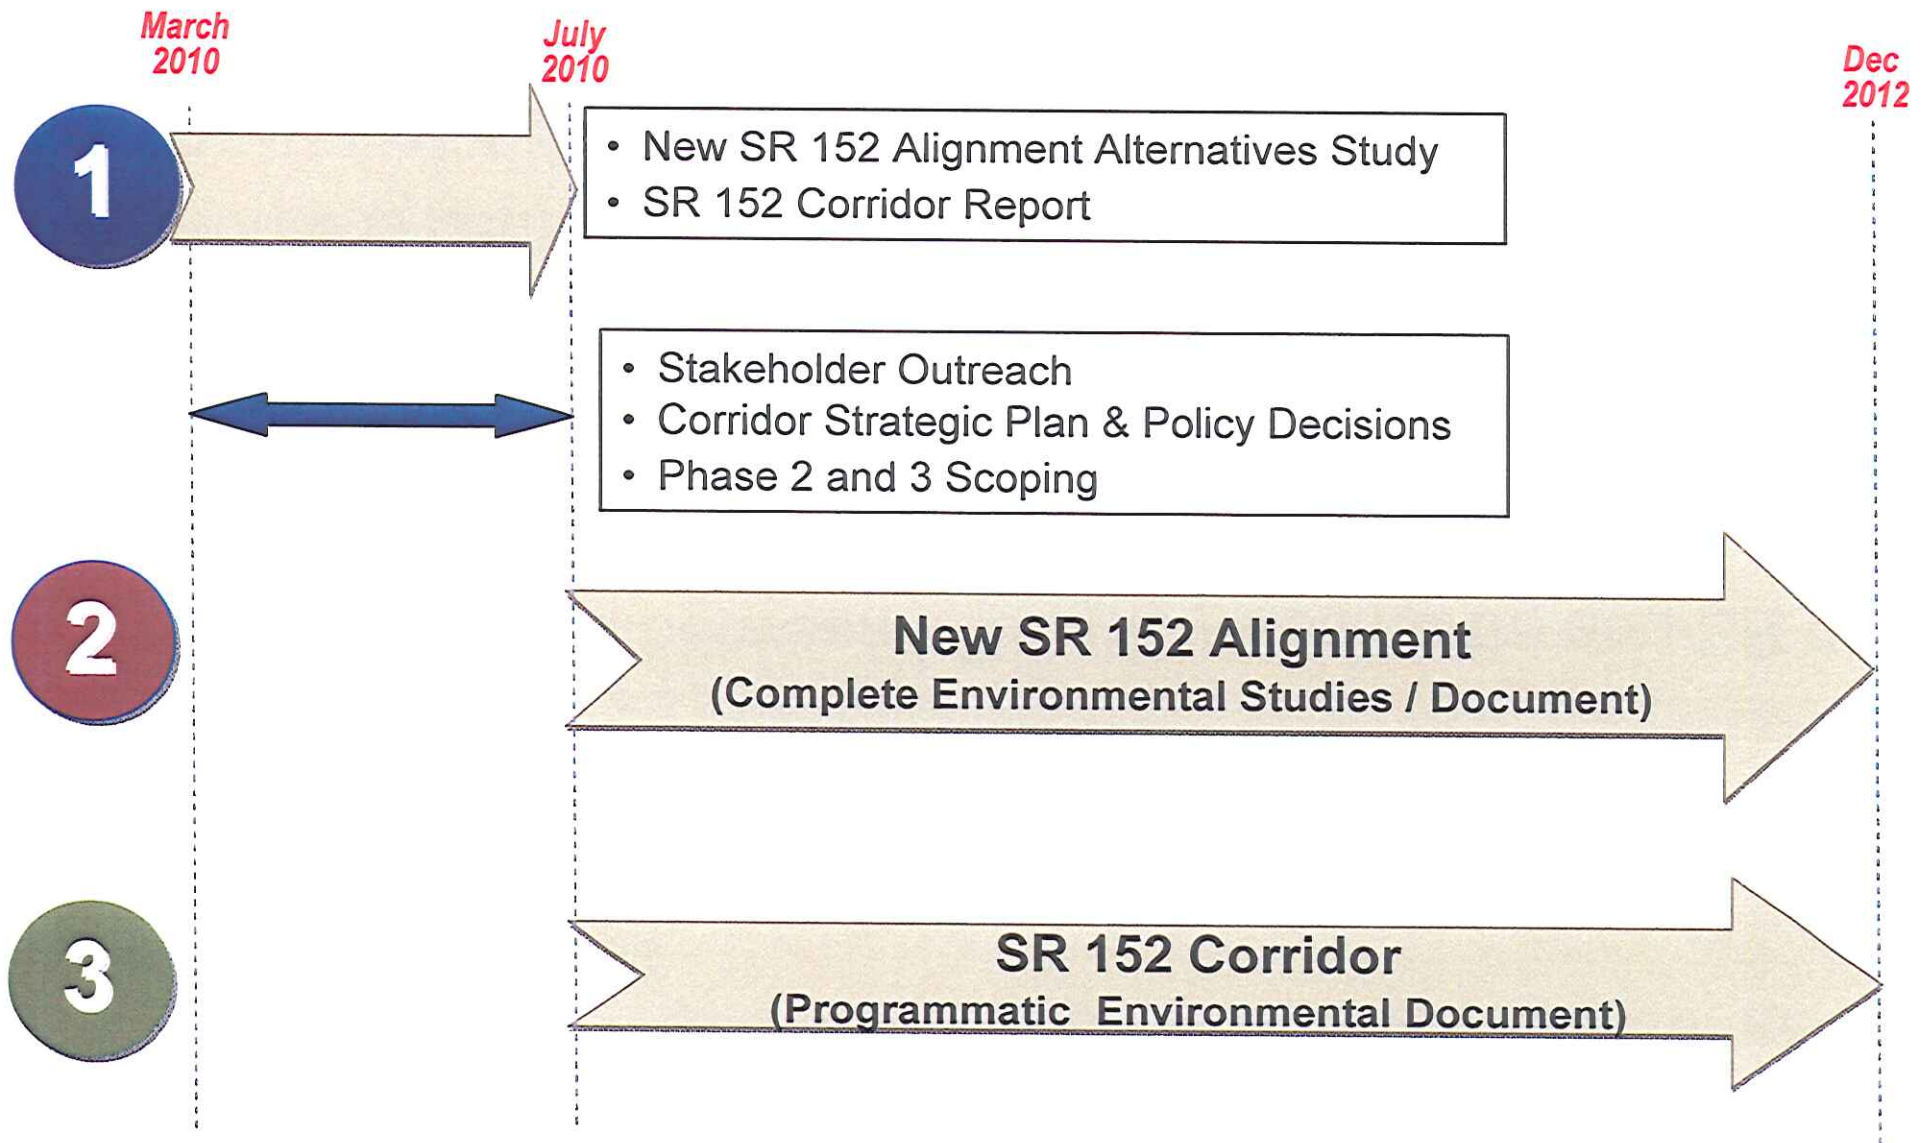 March
2010
July
2010
Dec
2012
1
• New SR 152 Alignment Alternatives Study
• SR 152 Corridor Report
• Stakeholder Outreach
• Corridor Strategic Plan & Policy Decisions
• Phase 2 and 3 Scoping
2
New SR 152 Alignment
(Complete Environmental Studies / Document)
3
SR 152 Corridor
(Programmatic Environmental Document)